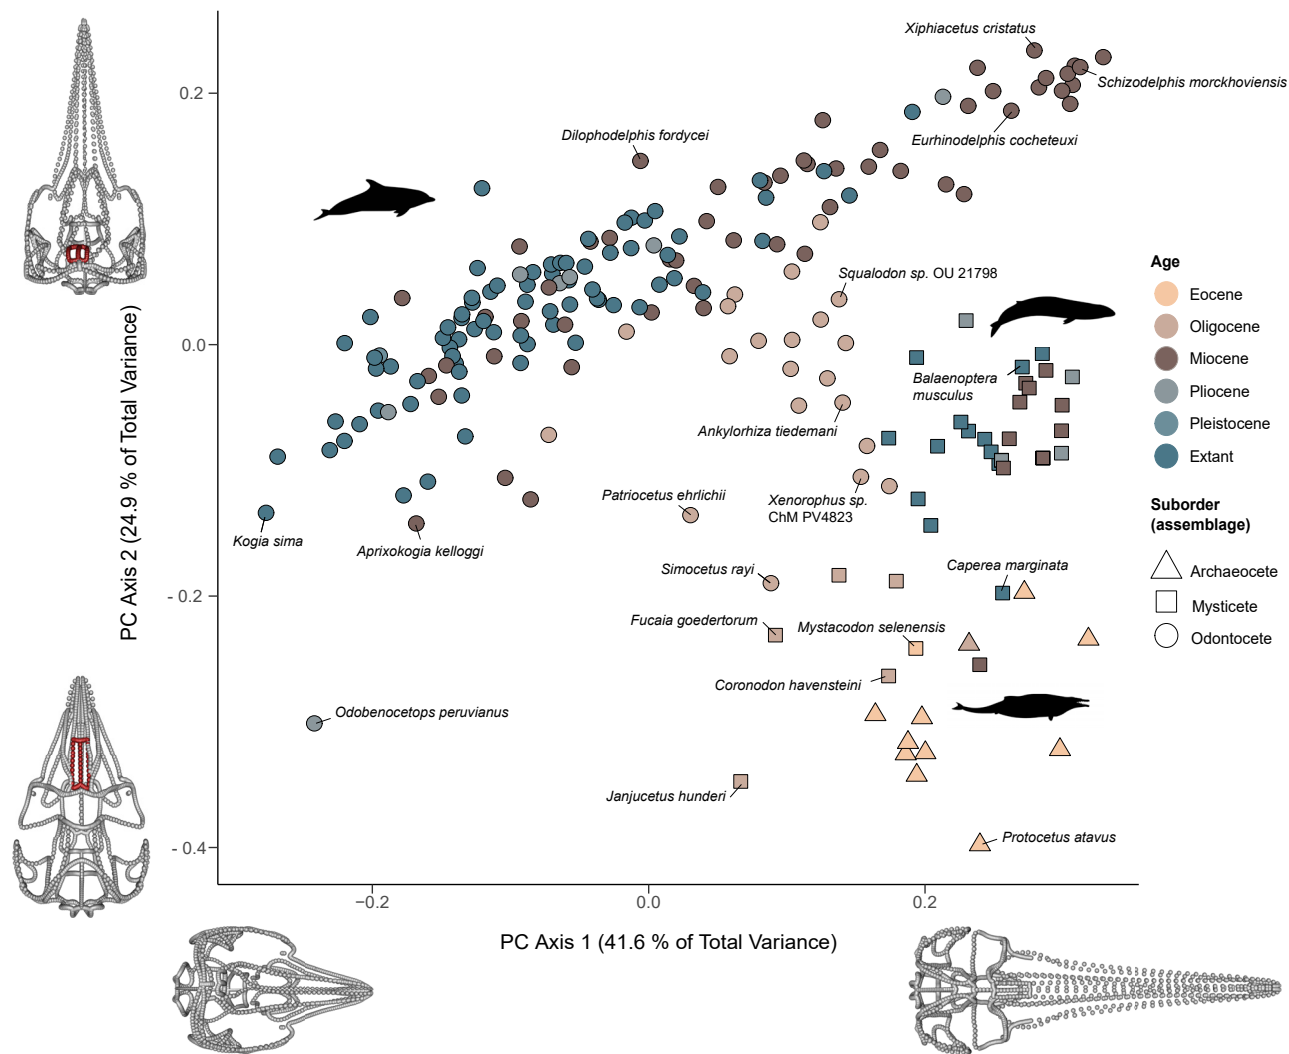 Xiphiacetus cristatus
Schizodelphis morckhoviensis
0.2
Eurhinodelphis cocheteuxi
Dilophodelphis fordycei
Squalodon sp. OU 21798
Age
Eocene
Oligocene
Miocene
Pliocene
Pleistocene
Extant
0.0
Balaenoptera
musculus
Ankylorhiza tiedemani
Patriocetus ehrlichii
Xenorophus sp.
ChM PV4823
Kogia sima
Aprixokogia kelloggi
Suborder
(assemblage)
Archaeocete
Mysticete
Odontocete
Simocetus rayi
Caperea marginata
- 0.2
Fucaia goedertorum
Mystacodon selenensis
Coronodon havensteini
Odobenocetops peruvianus
Janjucetus hunderi
Protocetus atavus
- 0.4
PC Axis 2 (24.9 % of Total Variance)
−0.2
0.0
0.2
PC Axis 1 (41.6 % of Total Variance)